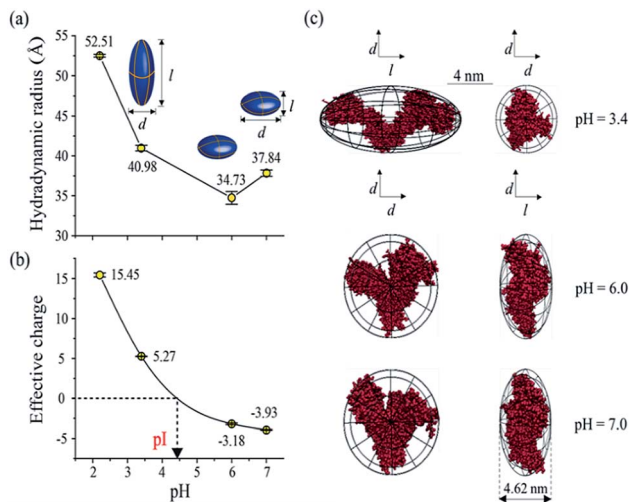 (a)
Hydradynamic radius (Å)
55
50
45
40
35
30
52.51
40.98
34.73
37.84
l
d
l
d
(b)
Effective charge
15
10
5
0
-5
15.45
5.27
-3.18
-3.93
pI
2 3 4 5 6 7
pH
(c)
d
l
4 nm
d
d
pH = 3.4
d
d
d
l
pH = 6.0
pH = 7.0
4.62 nm